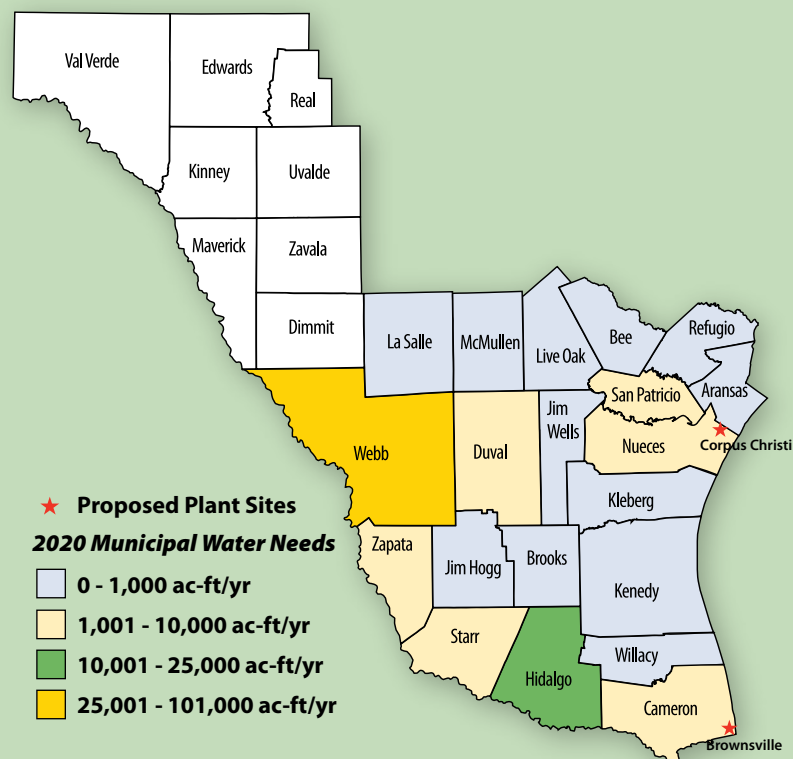 Val Verde
Edwards
Real
Kinney
Uvalde
Maverick
Zavala
Dimmit
La Salle
McMullen
Live Oak
Bee
Refugio
Aransas
San Patricio
Jim
Wells
Nueces
Corpus Christi
Webb
Duval
Kleberg
Zapata
Jim Hogg
Brooks
Kenedy
Starr
Hidalgo
Willacy
Cameron
Brownsville
Proposed Plant Sites
2020 Municipal Water Needs
0 - 1,000 ac-ft/yr
1,001 - 10,000 ac-ft/yr
10,001 - 25,000 ac-ft/yr
25,001 - 101,000 ac-ft/yr